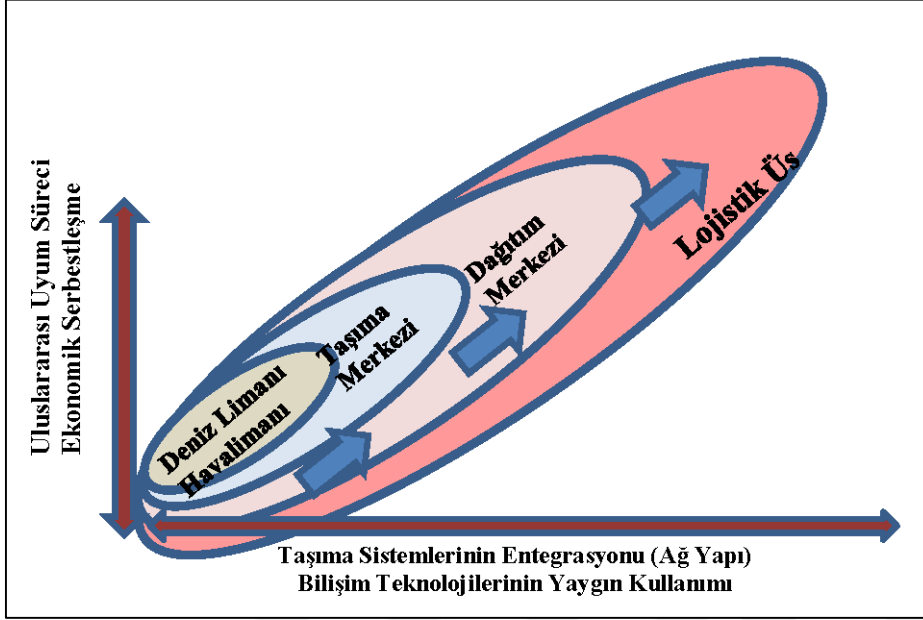 Uluslararası Uyum Süreci
Ekonomik Serbestleşme
Deniz Limanı
Havalimanı
Taşıma
Merkezi
Dağıtım
Merkezi
Lojistik Üs
Taşıma Sistemlerinin Entegrasyonu (Ağ Yapı)
Bilişim Teknolojilerinin Yaygın Kullanımı